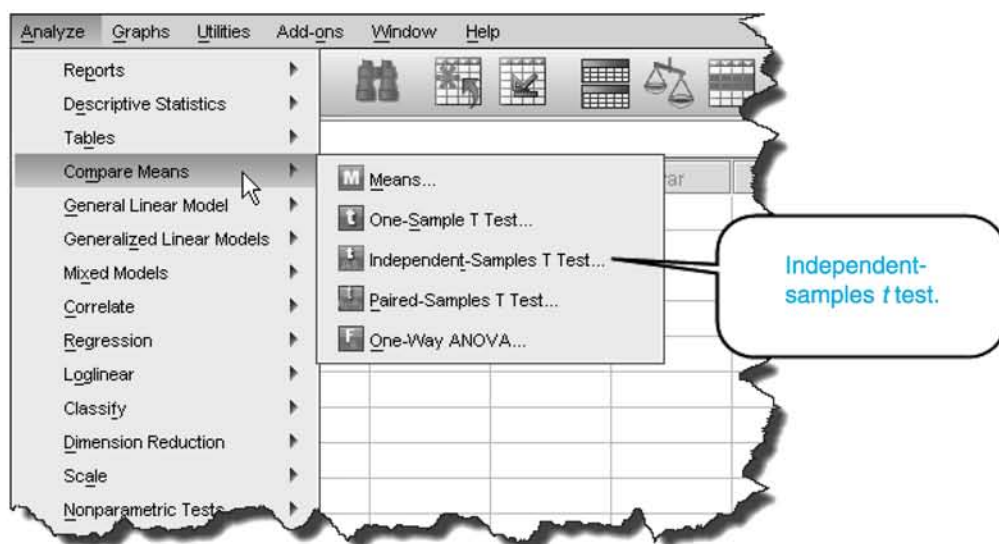 Analyze Graphs Utilities Add-ons Window Help
Reports
Descriptive Statistics
Tables
Compare Means
General Linear Model
Generalized Linear Models
Mixed Models
Correlate
Regression
Loglinear
Classify
Dimension Reduction
Scale
Nonparametric Tests
M Means...
t One-Sample T Test...
Independent-Samples T Test...
Paired-Samples T Test...
F One-Way ANOVA...
Independent-
samples t test.